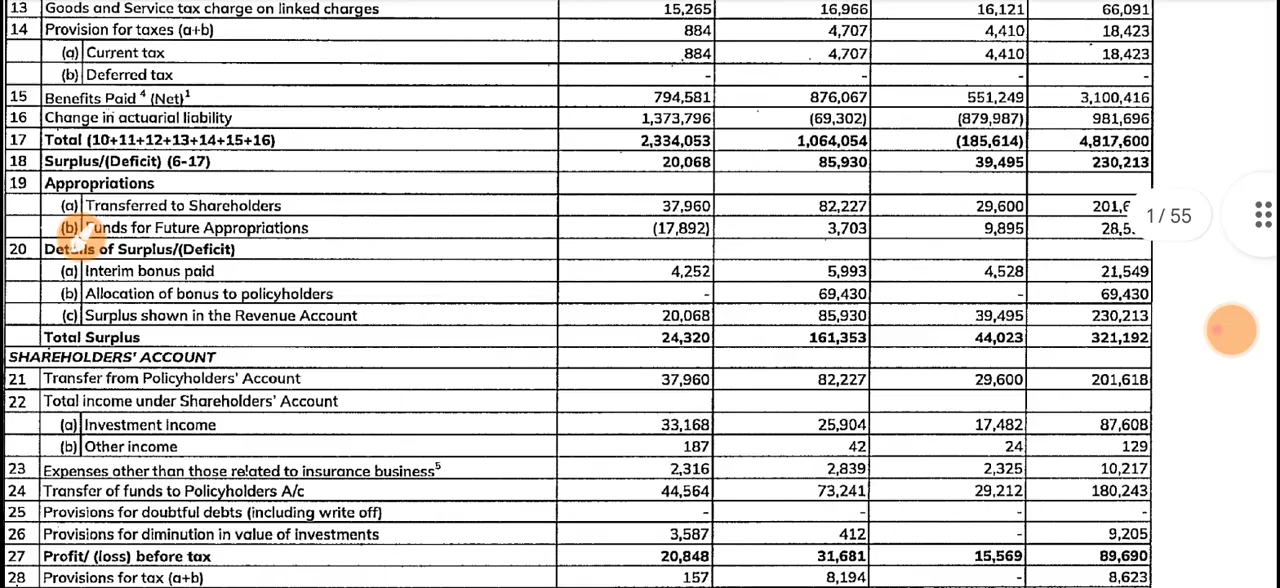 13 Goods and Service tax charge on linked charges 15,265 16,966 16,121 66,091
14 Provision for taxes (a+b) 884 4,707 4,410 18,423
(a) Current tax 884 4,707 4,410 18,423
(b) Deferred tax - - - -
15 Benefits Paid 4 (Net)1 794,581 876,067 551,249 3,100,416
16 Change in actuarial liability 1,373,796 (69,302) (879,987) 981,696
17 Total (10+11+12+13+14+15+16) 2,334,053 1,064,054 (185,614) 4,817,600
18 Surplus/(Deficit) (6-17) 20,068 85,930 39,495 230,213
19 Appropriations
(a) Transferred to Shareholders 37,960 82,227 29,600
(b) Funds for Future Appropriations (17,892) 3,703 9,895
1/ 55
20 Details of Surplus/(Deficit)
(a) Interim bonus paid 4,252 5,993 4,528 21,549
(b) Allocation of bonus to policyholders - 69,430 - 69,430
(c) Surplus shown in the Revenue Account 20,068 85,930 39,495 230,213
Total Surplus 24,320 161,353 44,023 321,192
SHAREHOLDERS' ACCOUNT
21 Transfer from Policyholders' Account 37,960 82,227 29,600 201,618
22 Total income under Shareholders' Account
(a) Investment Income 33,168 25,904 17,482 87,608
(b) Other income 187 42 24 129
23 Expenses other than those related to insurance business5 2,316 2,839 2,325 10,217
24 Transfer of funds to Policyholders A/c 44,564 73,241 29,212 180,243
25 Provisions for doubtful debts (including write off) - - - -
26 Provisions for diminution in value of investments 3,587 412 - 9,205
27 Profit/ (loss) before tax 20,848 31,681 15,569 89,690
28 Provisions for tax (a+b) 157 8,194 - 8,623